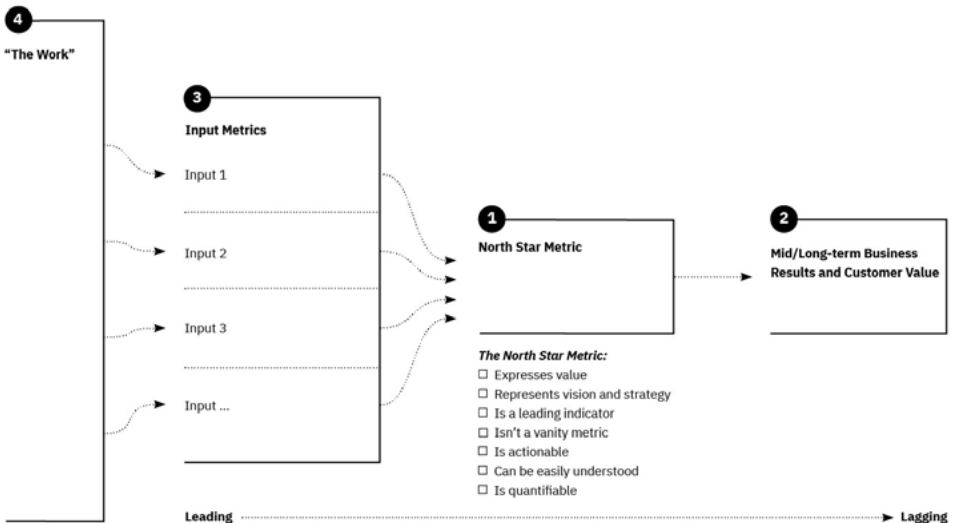 4
“The Work”
3
Input Metrics
Input 1
Input 2
Input 3
Input ...
1
North Star Metric
The North Star Metric:
☐ Expresses value
☐ Represents vision and strategy
☐ Is a leading indicator
☐ Isn’t a vanity metric
☐ Is actionable
☐ Can be easily understood
☐ Is quantifiable
2
Mid/Long-term Business
Results and Customer Value
Leading
Lagging